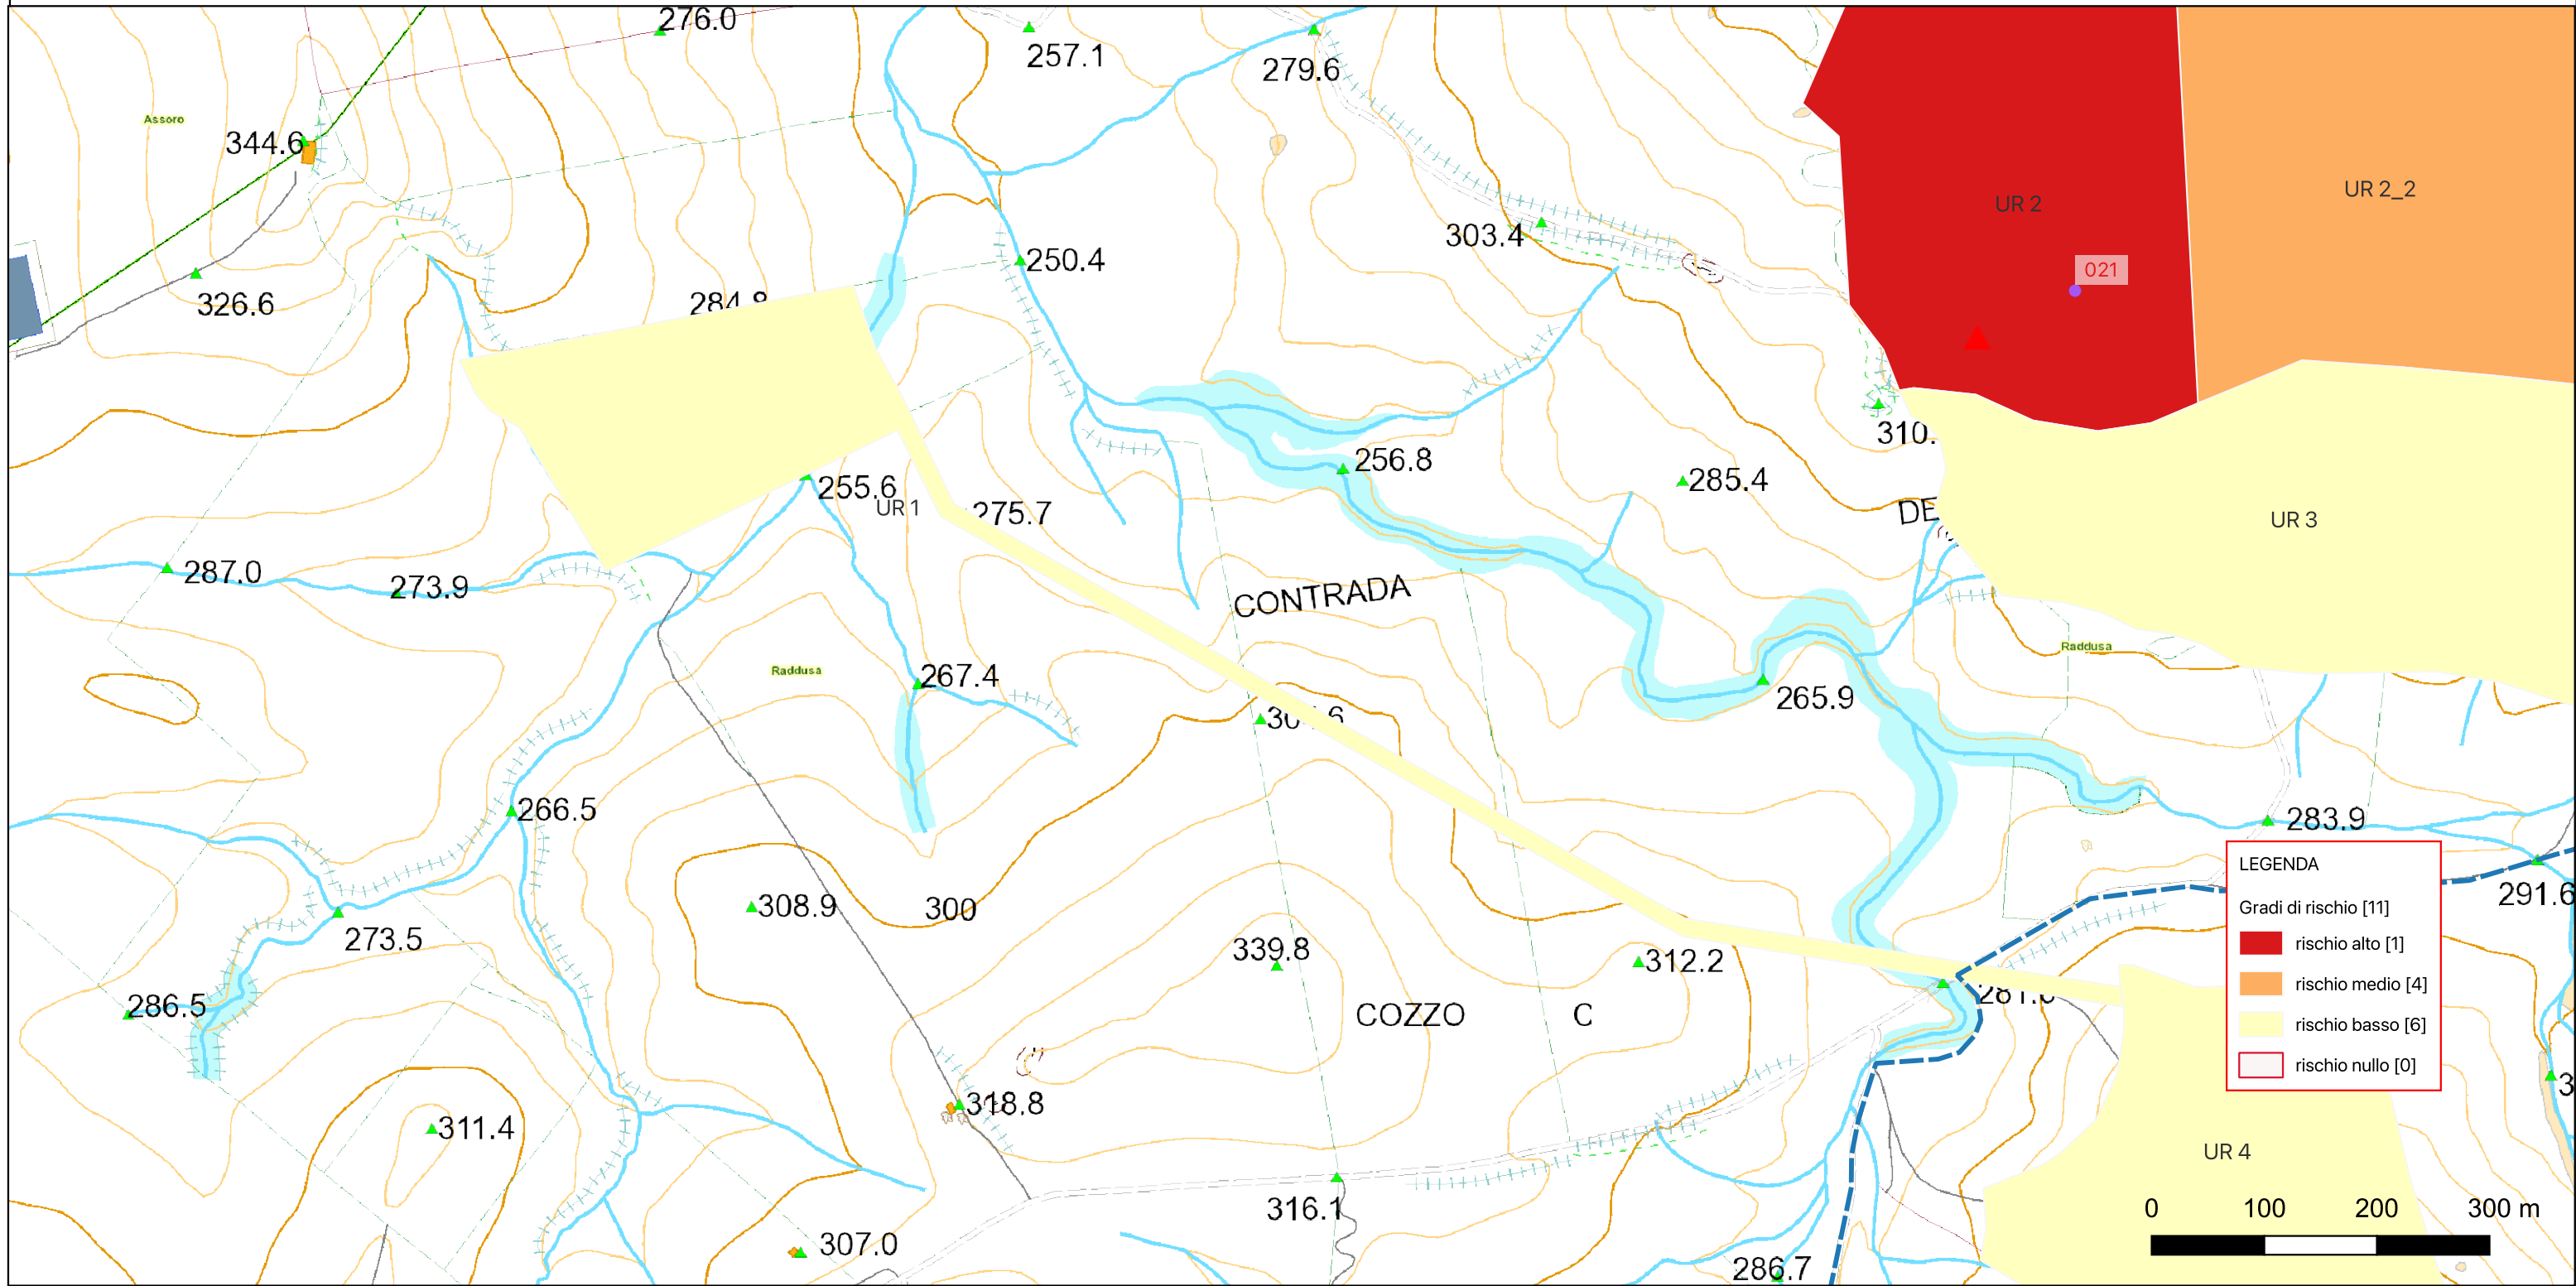 276.0
257.1
279.6
Assoro
344.6
UR 2_2
UR 2
303.4
250.4
021
326.6
284.8
310.
256.8
285.4
255.6
UR 1
275.7
DE
UR 3
287.0
273.9
CONTRADA
Raddusa
Raddusa
267.4
265.9
266.5
283.9
LEGENDA
Gradi di rischio [11]
rischio alto [1]
rischio medio [4]
rischio basso [6]
rischio nullo [0]
291.6
308.9
300
273.5
339.8
312.2
286.5
COZZO C
318.8
311.4
UR 4
316.1
0 100 200 300 m
307.0
286.7